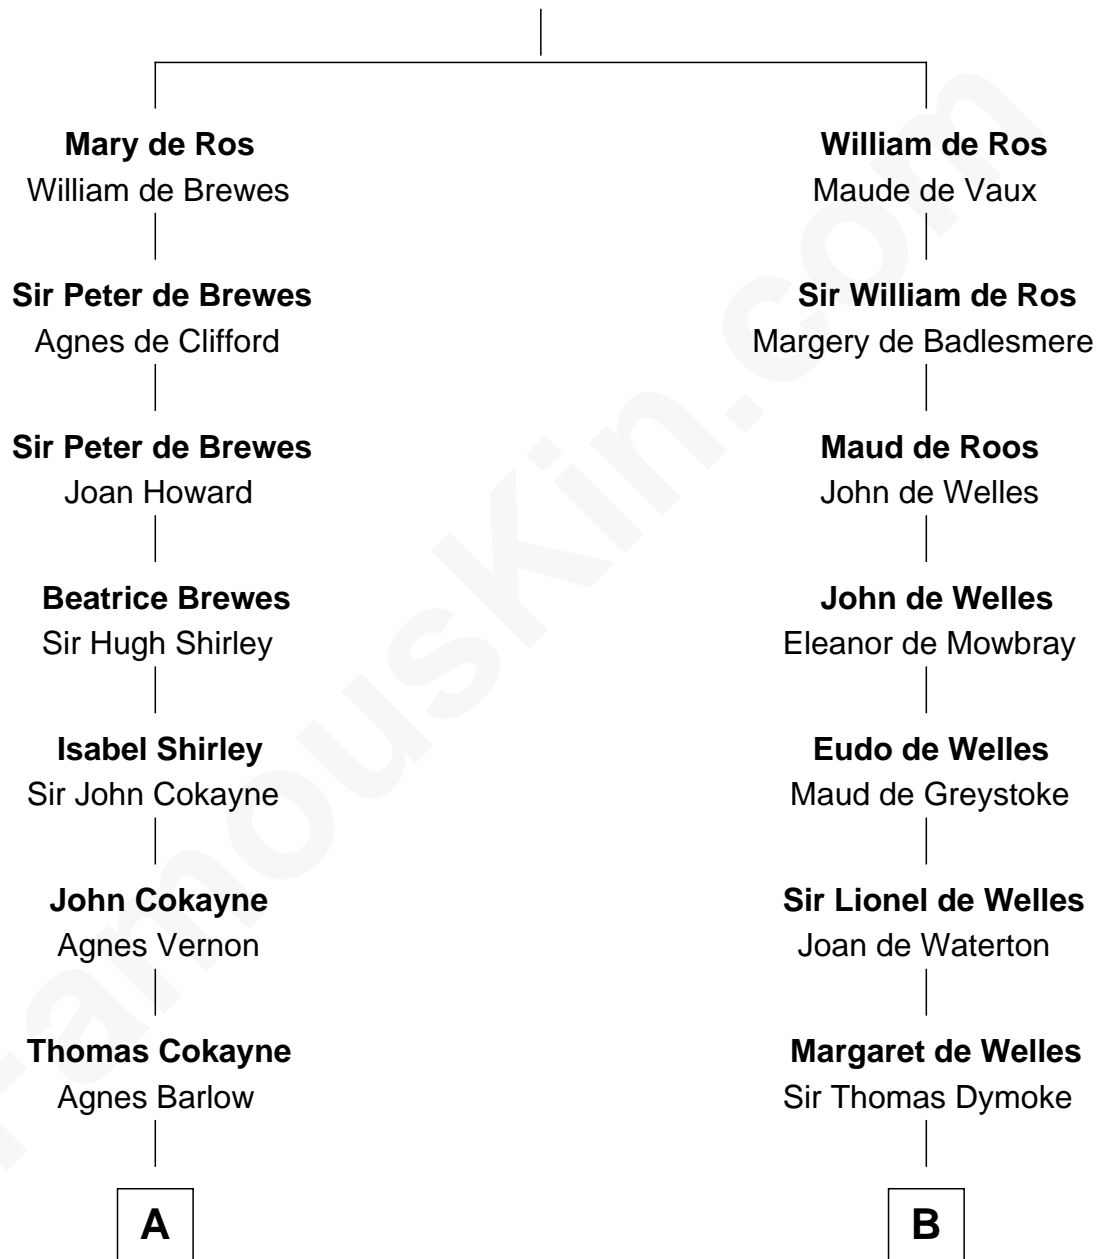 Mary de Ros
William de Brewes
Sir Peter de Brewes
Agnes de Clifford
Sir Peter de Brewes
Joan Howard
Beatrice Brewes
Sir Hugh Shirley
Isabel Shirley
Sir John Cokayne
John Cokayne
Agnes Vernon
Thomas Cokayne
Agnes Barlow
A
William de Ros
Maude de Vaux
Sir William de Ros
Margery de Badlesmere
Maud de Roos
John de Welles
John de Welles
Eleanor de Mowbray
Eudo de Welles
Maud de Greystoke
Sir Lionel de Welles
Joan de Waterton
Margaret de Welles
Sir Thomas Dymoke
B
FamousKin.com